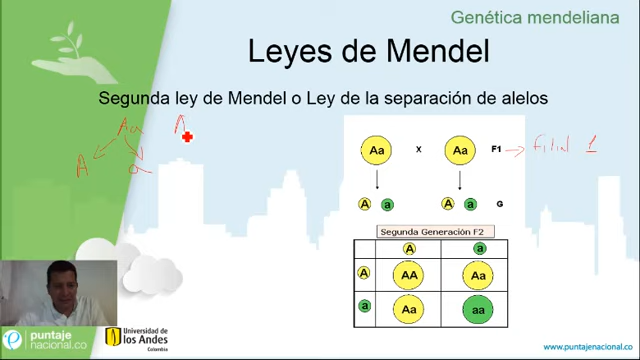 Genética mendeliana
Leyes de Mendel
Segunda ley de Mendel o Ley de la separación de alelos
Aa
A a
A
Aa X Aa F1 → Filial 1
A a A a G
Segunda Generación F2
A a
A AA Aa
a Aa aa
puntaje
nacional.co
Universidad de
los Andes
Colombia
www.puntajenacional.co